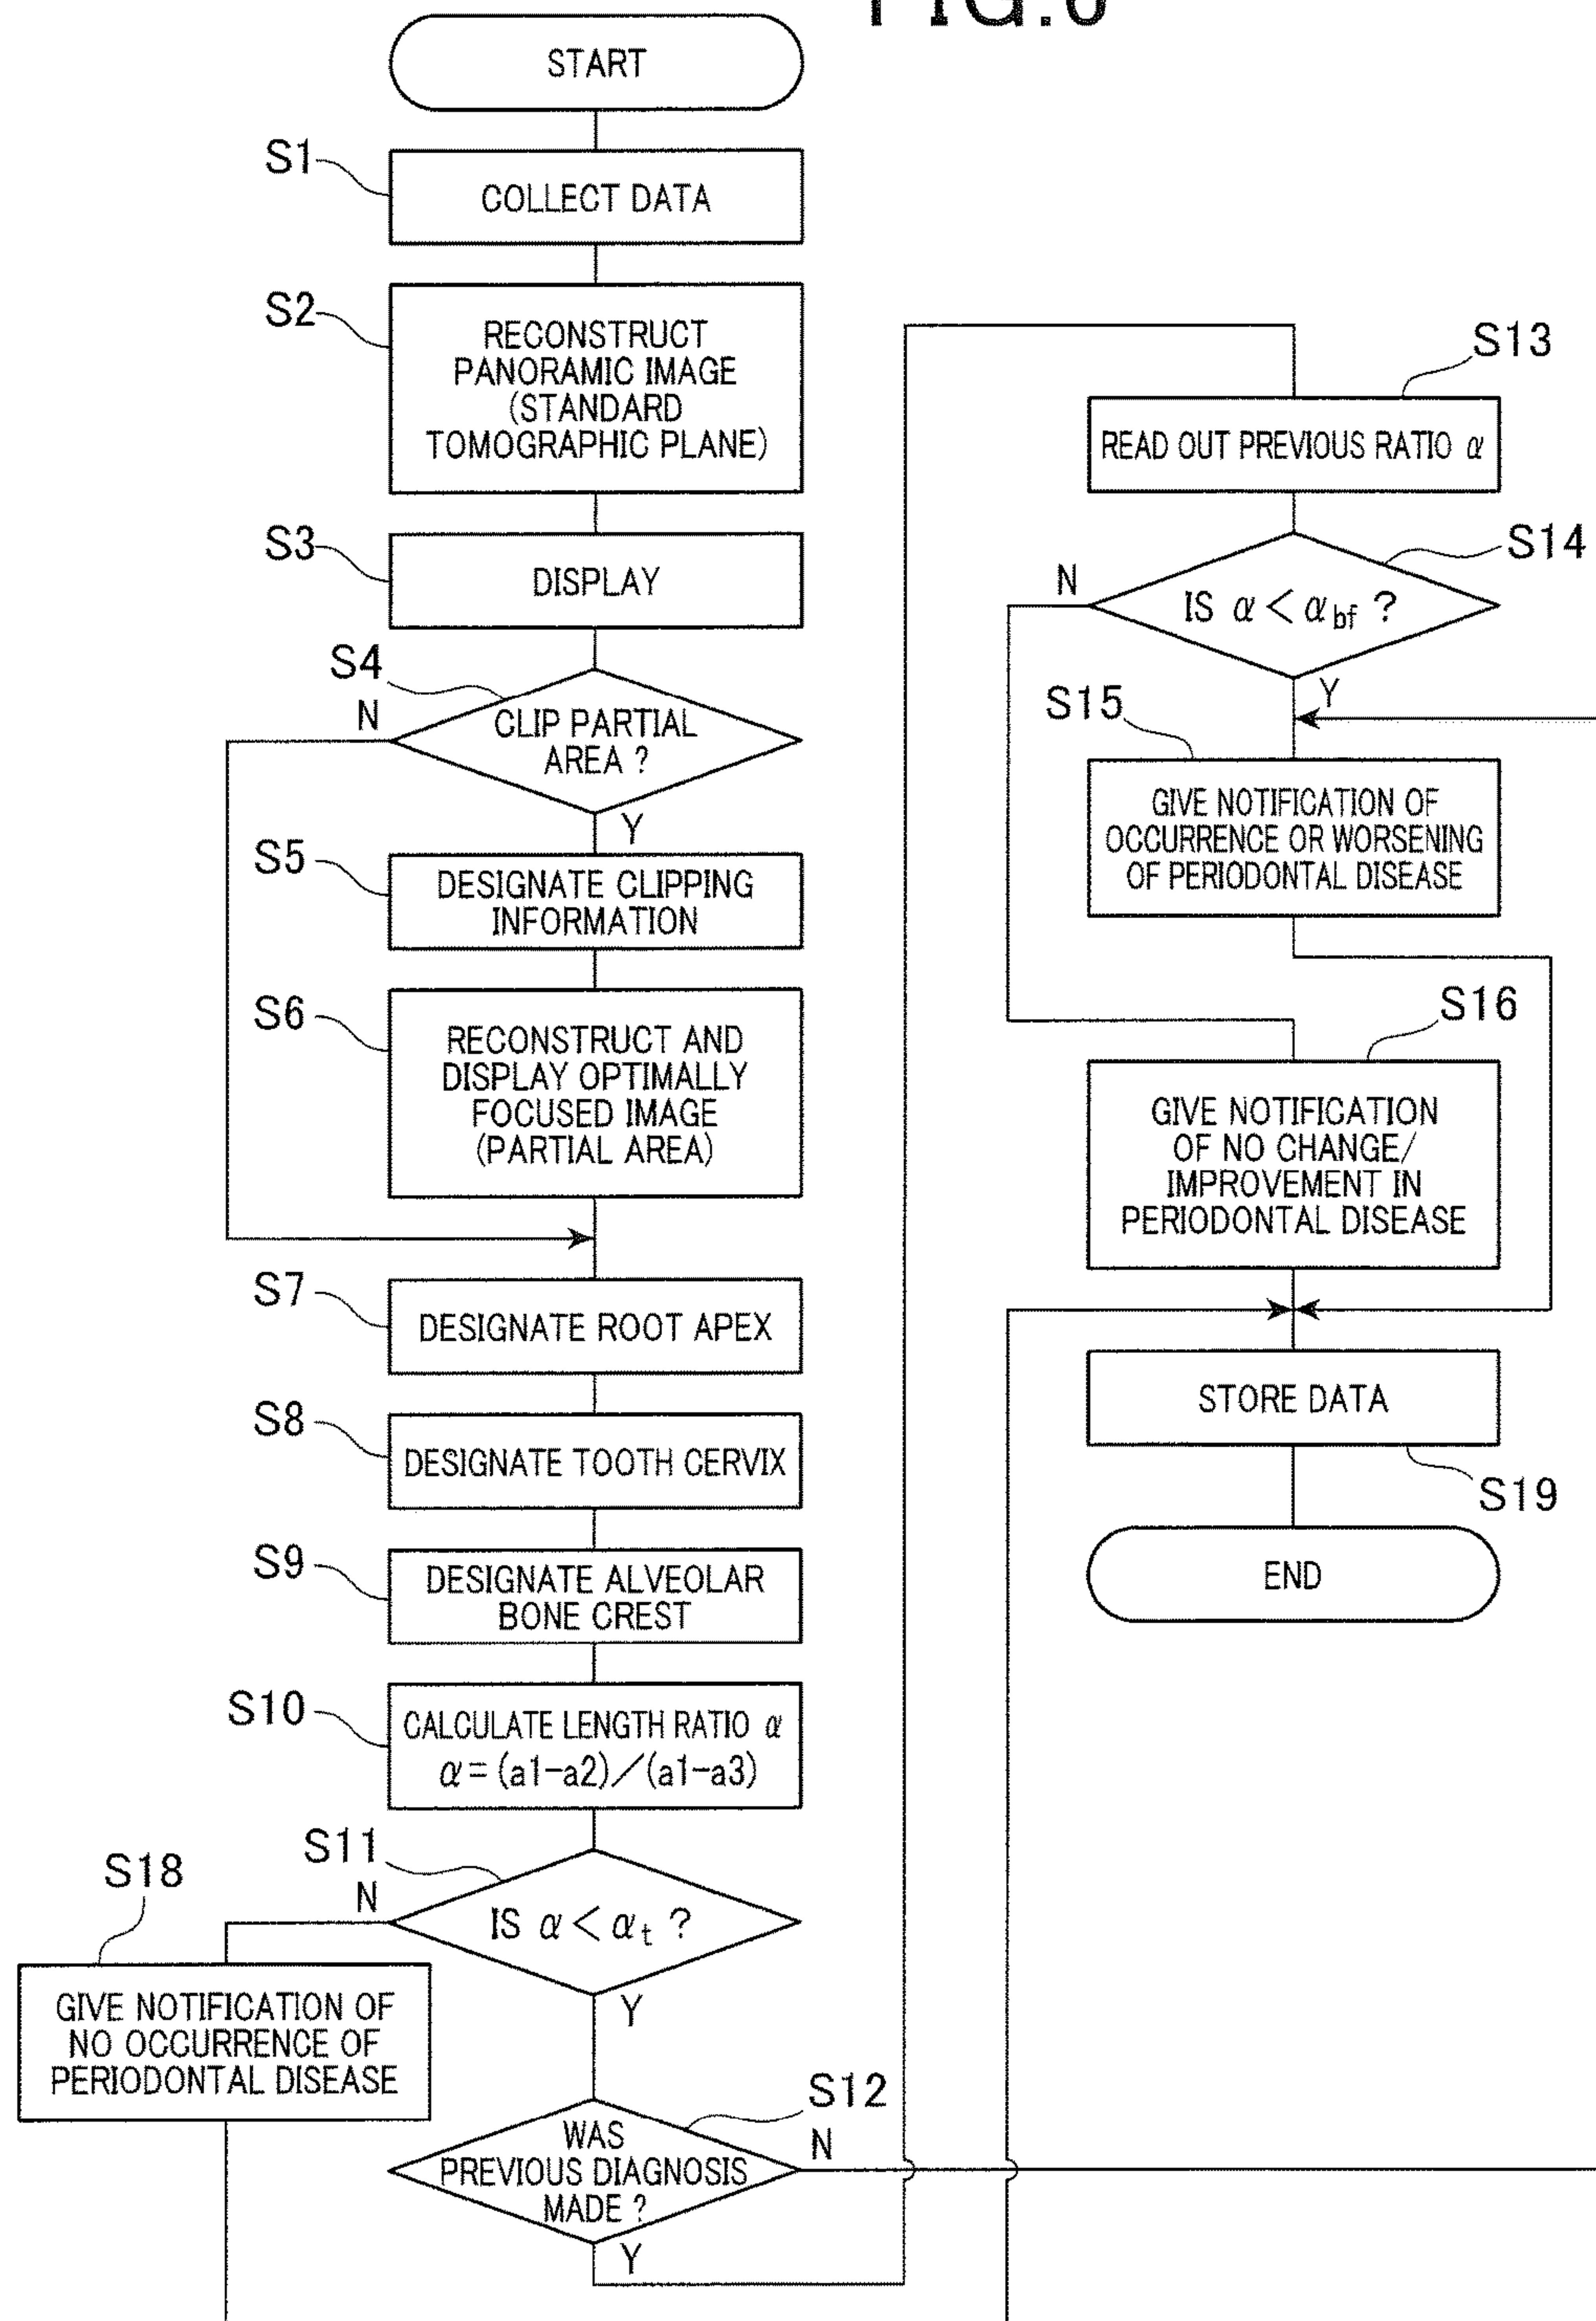 FIG.6
START
S1
COLLECT DATA
S2
RECONSTRUCT
PANORAMIC IMAGE
(STANDARD
TOMOGRAPHIC PLANE)
S3
DISPLAY
S4
N
CLIP PARTIAL
AREA ?
Y
S5
DESIGNATE CLIPPING
INFORMATION
S6
RECONSTRUCT AND
DISPLAY OPTIMALLY
FOCUSED IMAGE
(PARTIAL AREA)
S7
DESIGNATE ROOT APEX
S8
DESIGNATE TOOTH CERVIX
S9
DESIGNATE ALVEOLAR
BONE CREST
S10
CALCULATE LENGTH RATIO α
α=(a1-a2)/(a1-a3)
S11
N
IS α < αt ?
Y
S18
GIVE NOTIFICATION OF
NO OCCURRENCE OF
PERIODONTAL DISEASE
S12
WAS
PREVIOUS DIAGNOSIS
MADE ?
N
Y
S13
READ OUT PREVIOUS RATIO α
S14
N
IS α < αbf ?
Y
S15
GIVE NOTIFICATION OF
OCCURRENCE OR WORSENING
OF PERIODONTAL DISEASE
S16
GIVE NOTIFICATION
OF NO CHANGE/
IMPROVEMENT IN
PERIODONTAL DISEASE
STORE DATA
S19
END